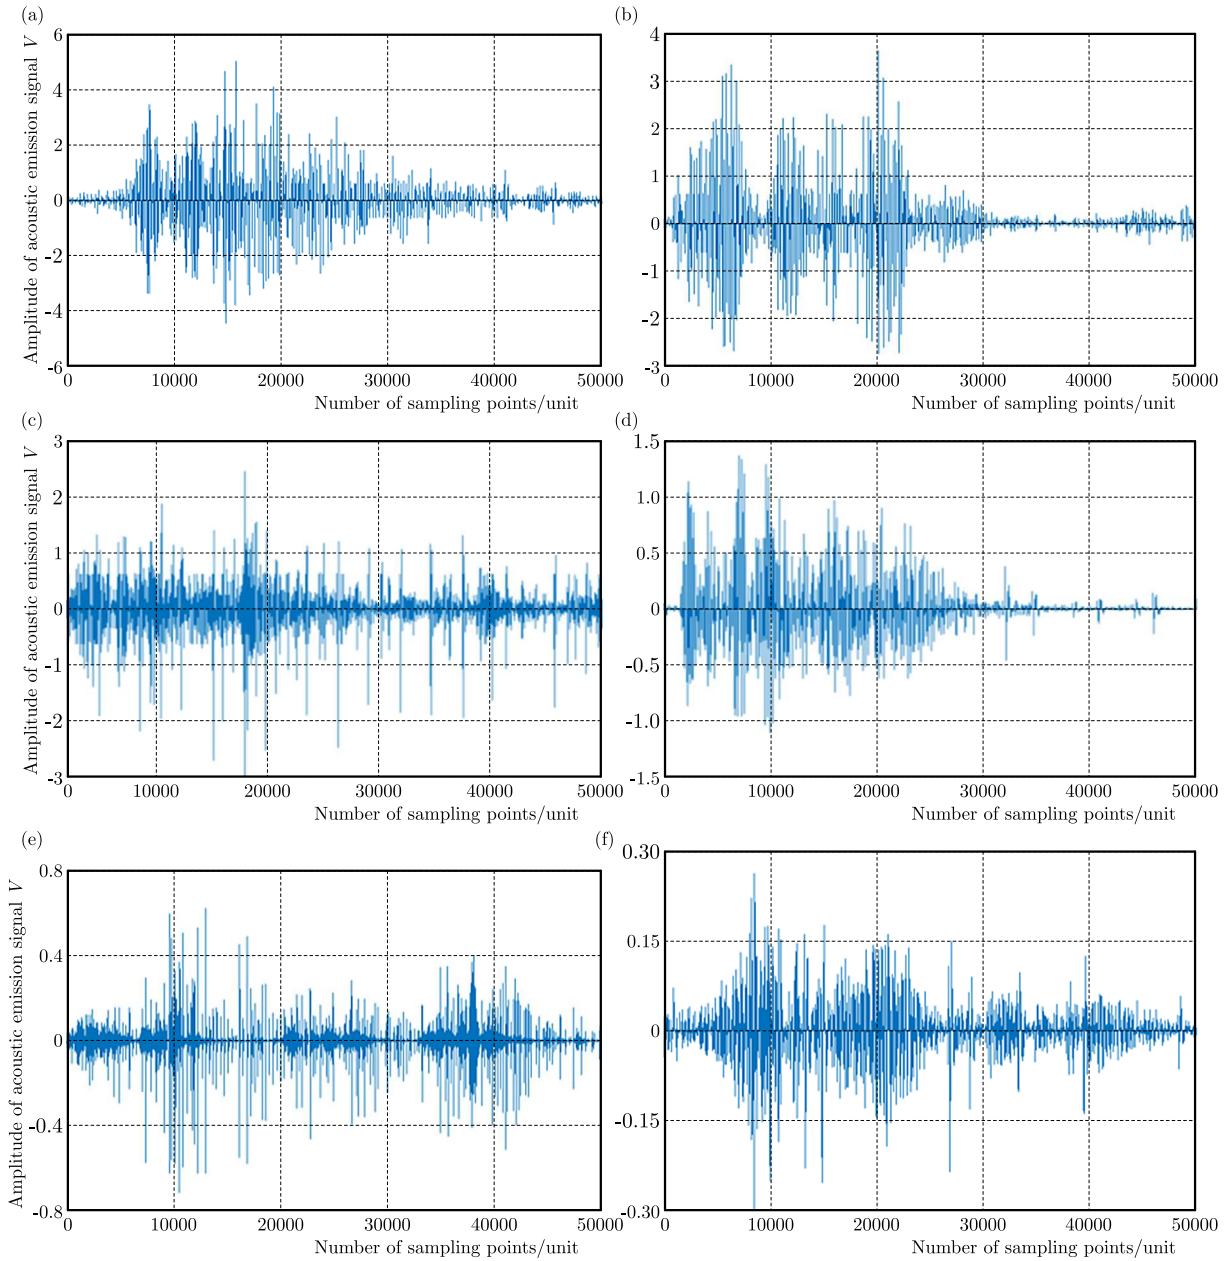 (a)
(b)
Amplitude of acoustic emission signal V
6
4
2
0
-2
-4
-6
0 10000 20000 30000 40000 50000
Number of sampling points/unit
4
3
2
1
0
-1
-2
-3
0 10000 20000 30000 40000 50000
Number of sampling points/unit
(c)
(d)
Amplitude of acoustic emission signal V
3
2
1
0
-1
-2
-3
0 10000 20000 30000 40000 50000
Number of sampling points/unit
1.5
1.0
0.5
0
-0.5
-1.0
-1.5
0 10000 20000 30000 40000 50000
Number of sampling points/unit
(e)
(f)
Amplitude of acoustic emission signal V
0.8
0.4
0
-0.4
-0.8
0 10000 20000 30000 40000 50000
Number of sampling points/unit
0.30
0.15
0
-0.15
-0.30
0 10000 20000 30000 40000 50000
Number of sampling points/unit